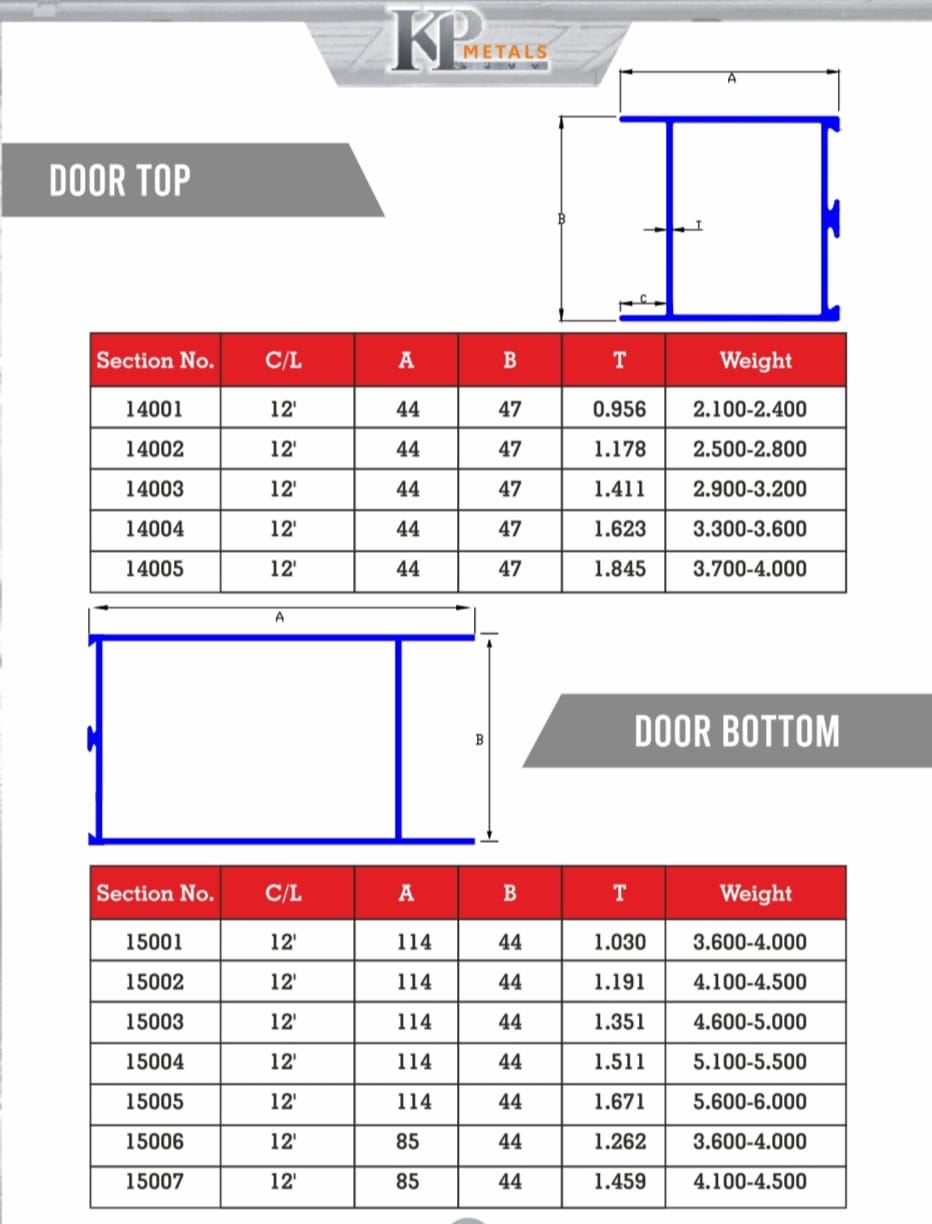 KP METALS
A
DOOR TOP
B
T
C
Section No. C/L A B T Weight
14001 12' 44 47 0.956 2.100-2.400
14002 12' 44 47 1.178 2.500-2.800
14003 12' 44 47 1.411 2.900-3.200
14004 12' 44 47 1.623 3.300-3.600
14005 12' 44 47 1.845 3.700-4.000
A
DOOR BOTTOM
B
Section No. C/L A B T Weight
15001 12' 114 44 1.030 3.600-4.000
15002 12' 114 44 1.191 4.100-4.500
15003 12' 114 44 1.351 4.600-5.000
15004 12' 114 44 1.511 5.100-5.500
15005 12' 114 44 1.671 5.600-6.000
15006 12' 85 44 1.262 3.600-4.000
15007 12' 85 44 1.459 4.100-4.500